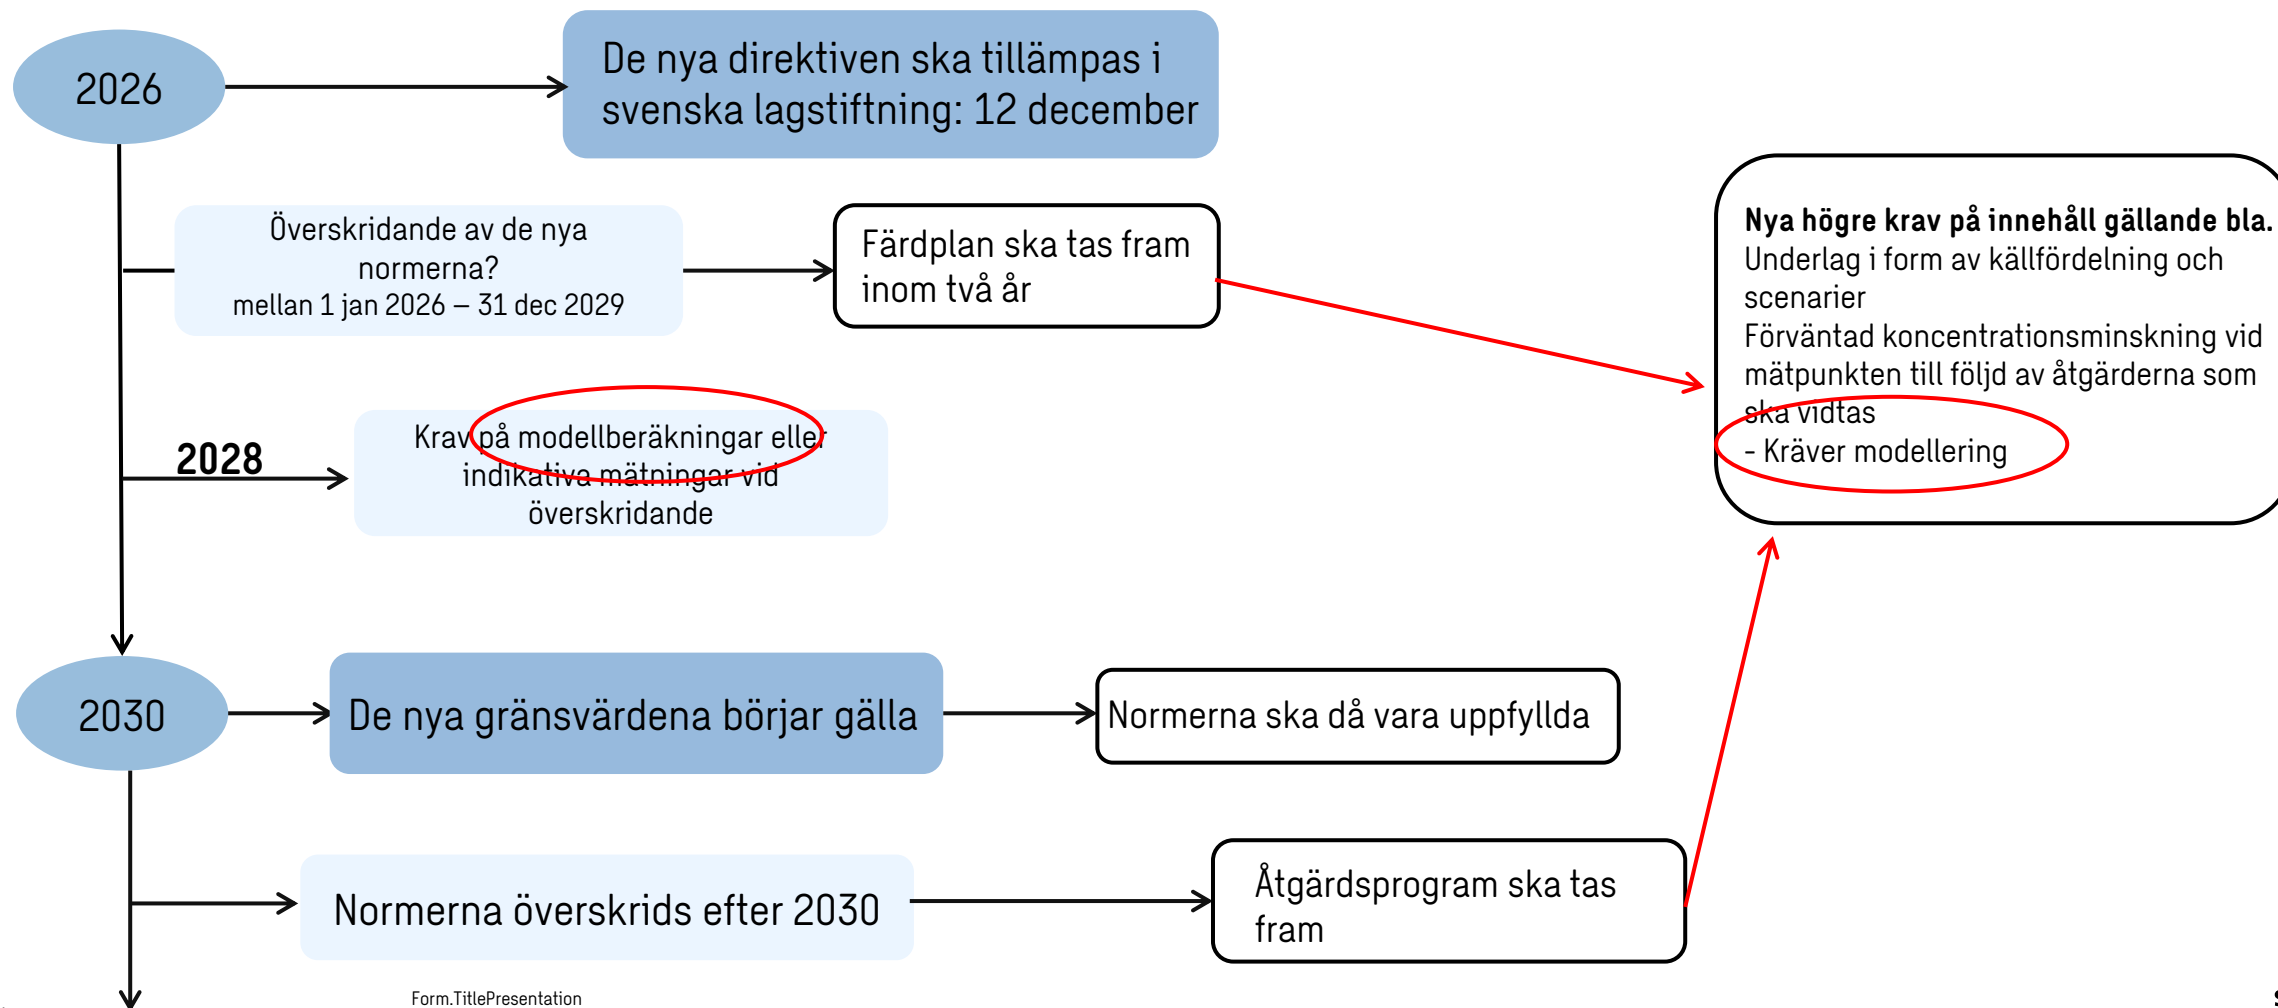 2026
De nya direktiven ska tillämpas i
svenska lagstiftning: 12 december
Överskridande av de nya
normerna?
mellan 1 jan 2026 – 31 dec 2029
Färdplan ska tas fram
inom två år
Nya högre krav på innehåll gällande bla.
Underlag i form av källfördelning och
scenarier
Förväntad koncentrationsminskning vid
mätpunkten till följd av åtgärderna som
ska vidtas
- Kräver modellering
2028
Krav på modellberäkningar eller
indikativa mätningar vid
överskridande
2030
De nya gränsvärdena börjar gälla
Normerna ska då vara uppfyllda
Normerna överskrids efter 2030
Åtgärdsprogram ska tas
fram
Form.TitlePresentation